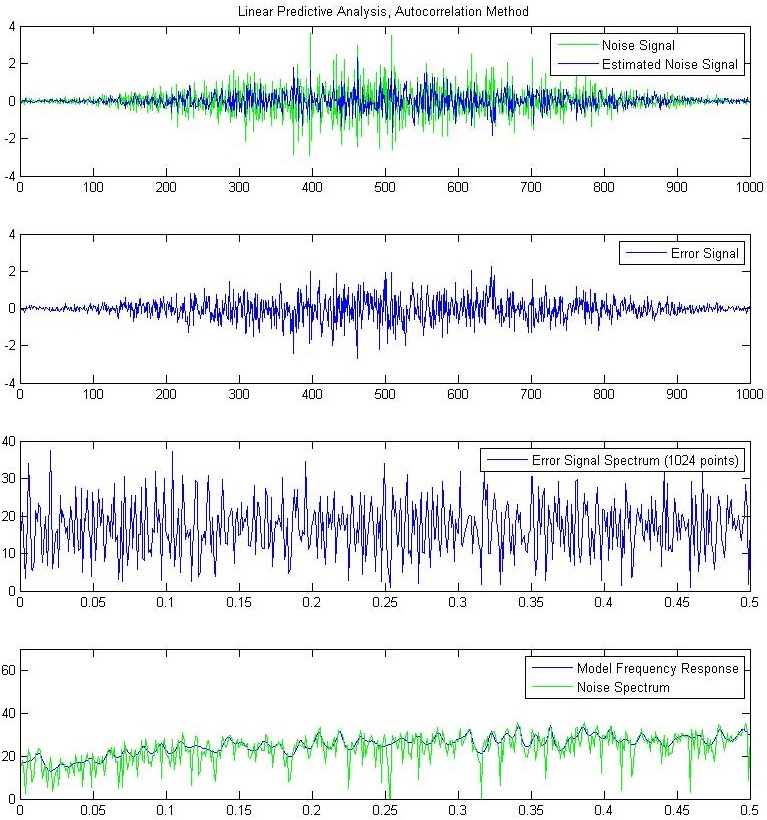 Linear Predictive Analysis, Autocorrelation Method
4
2
0
-2
-4
Noise Signal
Estimated Noise Signal
0 100 200 300 400 500 600 700 800 900 1000
4
2
0
-2
-4
Error Signal
0 100 200 300 400 500 600 700 800 900 1000
40
30
20
10
0
Error Signal Spectrum (1024 points)
0 0.05 0.1 0.15 0.2 0.25 0.3 0.35 0.4 0.45 0.5
60
40
20
0
Model Frequency Response
Noise Spectrum
0 0.05 0.1 0.15 0.2 0.25 0.3 0.35 0.4 0.45 0.5